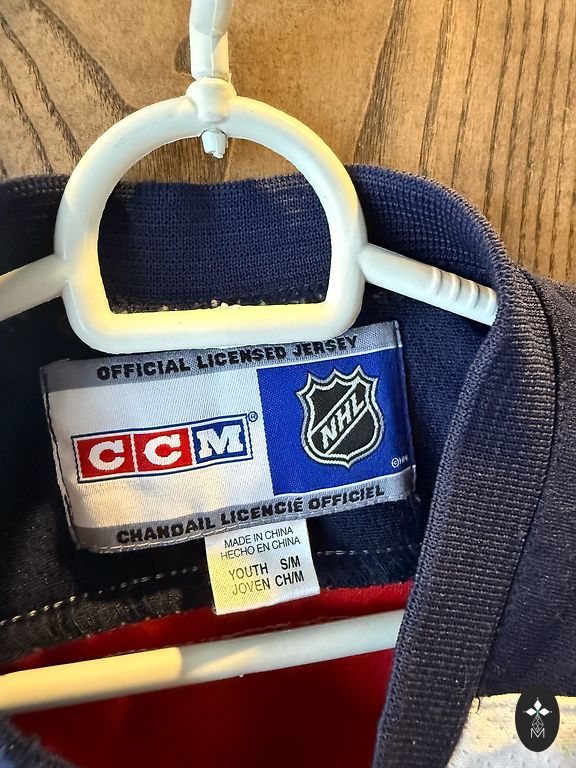 OFFICIAL LICENSED JERSEY
CCM®
NHL
CHANDAIL LICENCIÉ OFFICIEL
MADE IN CHINA
HECHO EN CHINA
YOUTH S/M
JOVEN CH/M
M